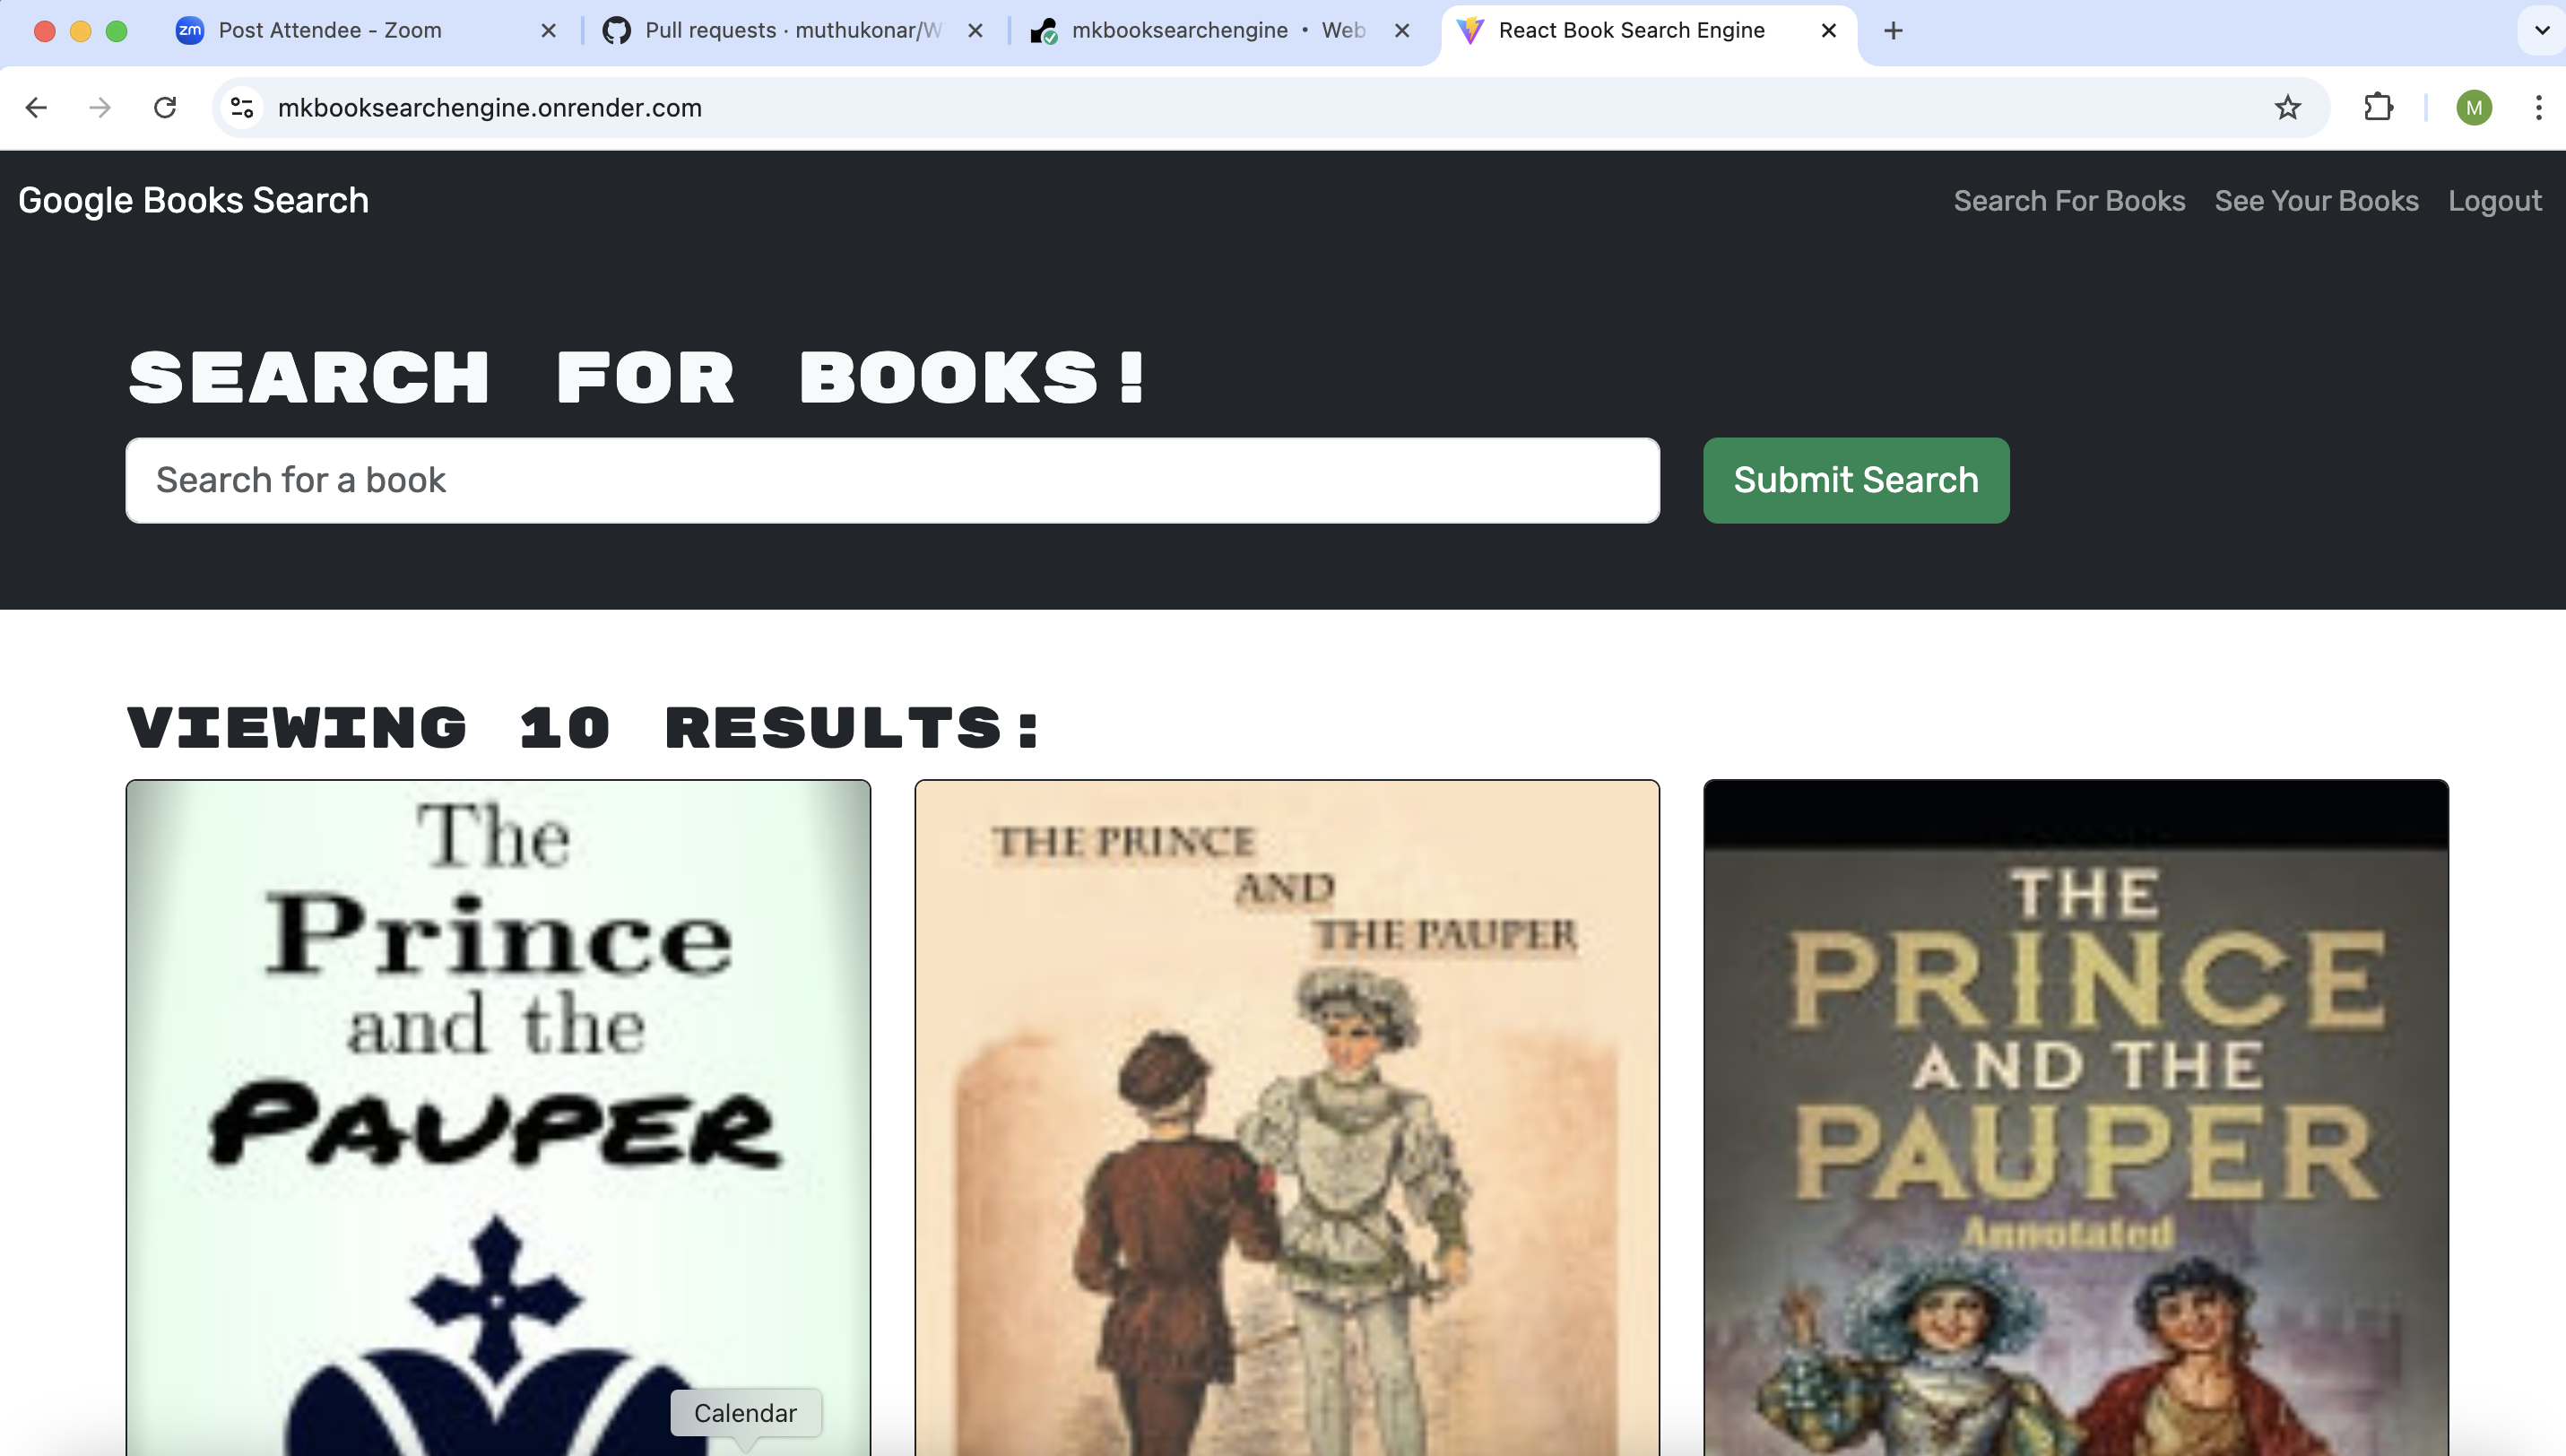 zm Post Attendee - Zoom
Pull requests · muthukonar/W
mkbooksearchengine • Web
React Book Search Engine
mkbooksearchengine.onrender.com
M
Google Books Search
Search For Books
See Your Books
Logout
SEARCH FOR BOOKS!
Search for a book
Submit Search
VIEWING 10 RESULTS:
The
Prince
and the
PAUPER
THE PRINCE
AND
THE PAUPER
THE
PRINCE
AND THE
PAUPER
Annotated
Calendar